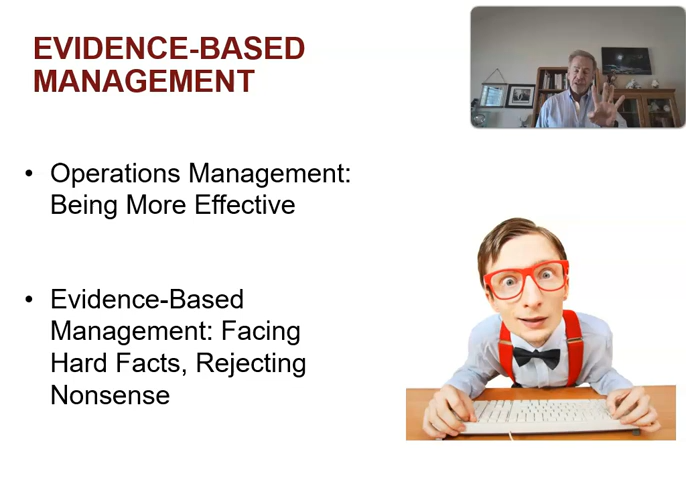 EVIDENCE-BASED
MANAGEMENT
• Operations Management:
Being More Effective
• Evidence-Based
Management: Facing
Hard Facts, Rejecting
Nonsense